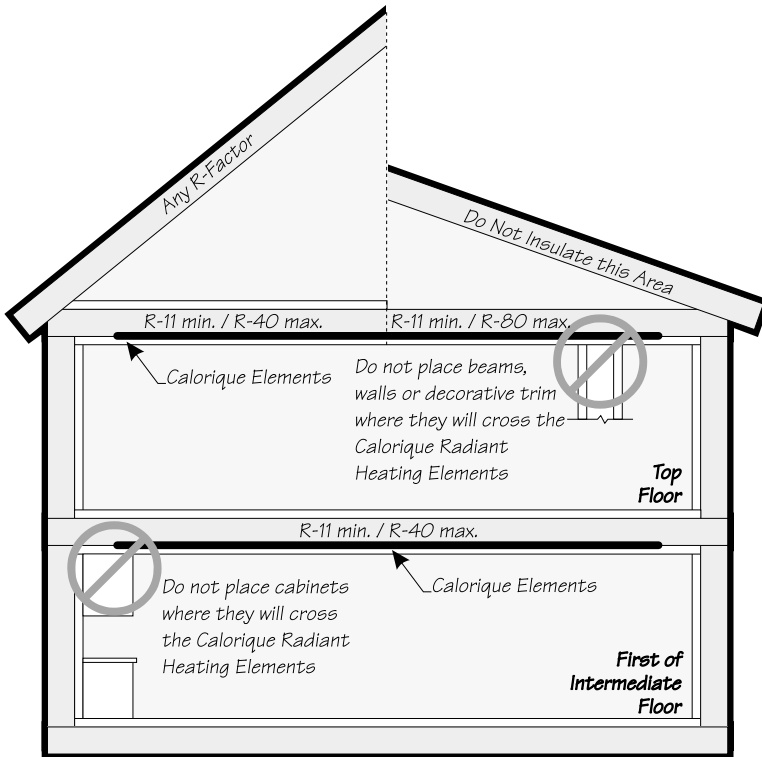 Any R-Factor
Do Not Insulate this Area
R-11 min. / R-40 max.
R-11 min. / R-80 max.
Calorique Elements
Do not place beams,
walls or decorative trim
where they will cross the
Calorique Radiant
Heating Elements
Top
Floor
R-11 min. / R-40 max.
Calorique Elements
Do not place cabinets
where they will cross
the Calorique Radiant
Heating Elements
First of
Intermediate
Floor